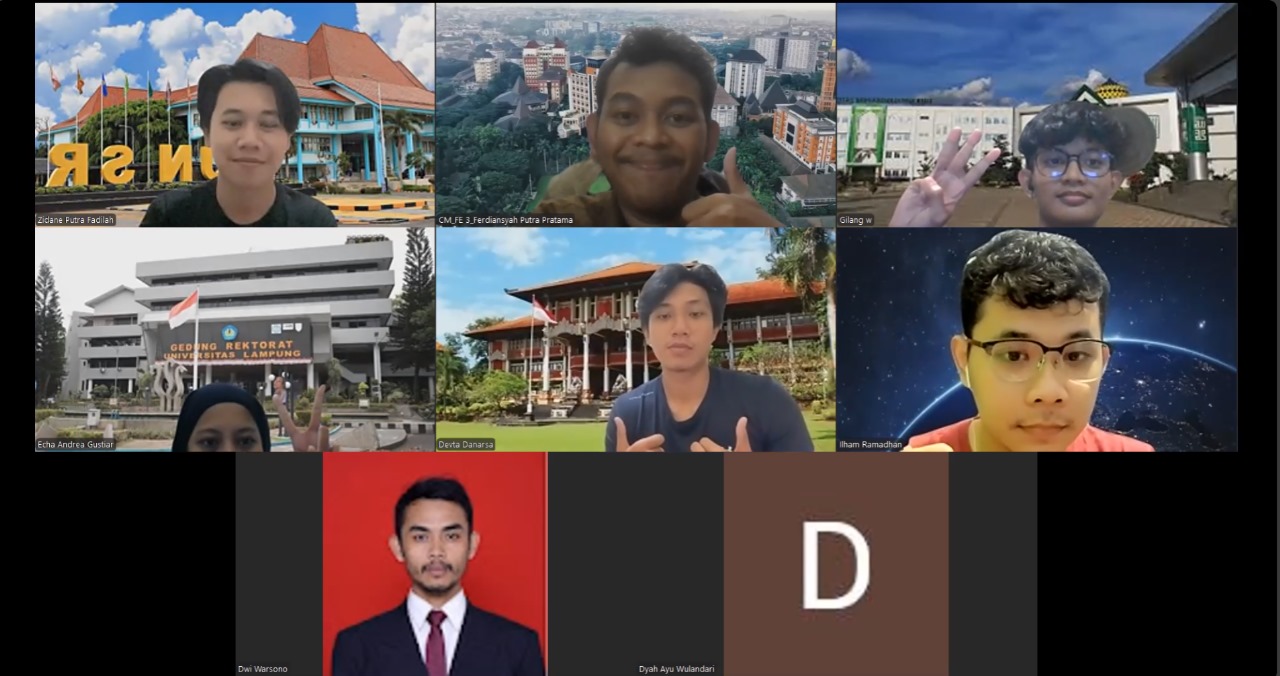 UNSR
Zidane Putra Fadilah
CM_FE 3_Ferdiansyah Putra Pratama
Gilang w
GEDUNG REKTORAT
UNIVERSITAS LAMPUNG
Echa Andrea Gustiar
Devta Danarsa
Ilham Ramadhan
D
Dwi Warsono
Dyah Ayu Wulandari